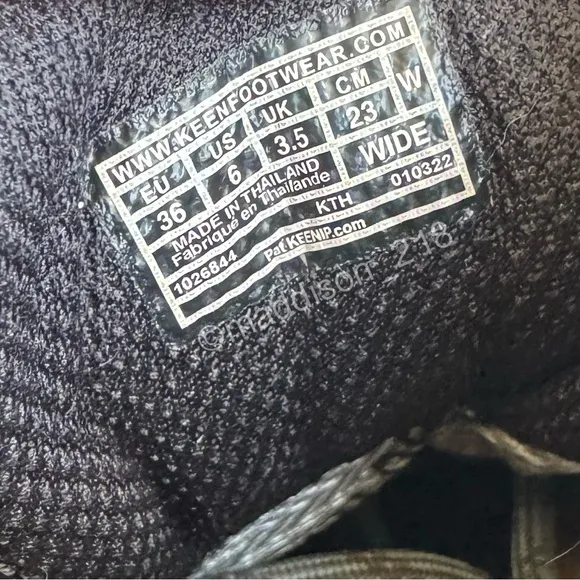 WWW.KEENFOOTWEAR.COM
EU US UK CM W
36 6 3.5 23 WIDE
MADE IN THAILAND
Fabriqué en Thaïlande
KTH 010322
1026844 Pat.KEENIP.com